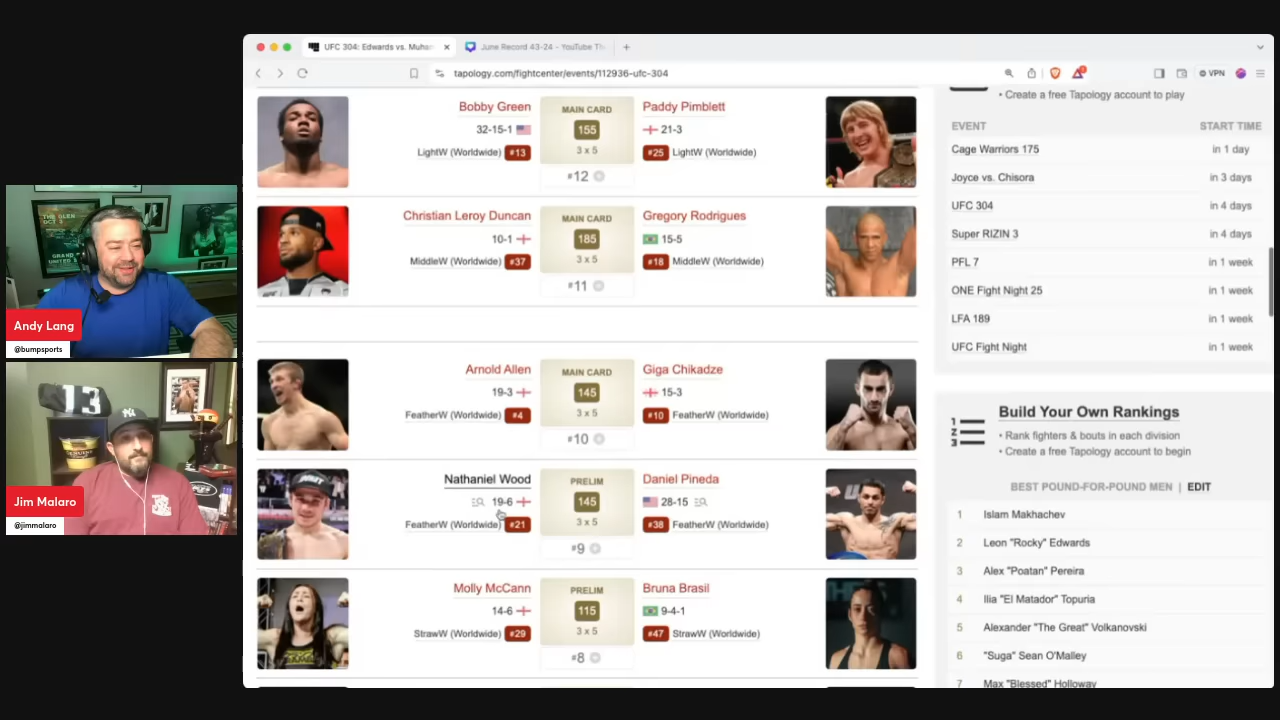 UFC 304: Edwards vs. Muham
June Record 43-24 - YouTube Th
tapology.com/fightcenter/events/112936-ufc-304
VPN
THE GLEN
GRAND
Andy Lang
@bumpsports
13
NY
Jim Malaro
@jimmalaro
Bobby Green
32-15-1
LightW (Worldwide) #13
MAIN CARD
155
3 x 5
#12
Paddy Pimblett
21-3
#25 LightW (Worldwide)
Christian Leroy Duncan
10-1
MiddleW (Worldwide) #37
MAIN CARD
185
3 x 5
#11
Gregory Rodrigues
15-5
#18 MiddleW (Worldwide)
Arnold Allen
19-3
FeatherW (Worldwide) #4
MAIN CARD
145
3 x 5
#10
Giga Chikadze
15-3
#10 FeatherW (Worldwide)
Nathaniel Wood
19-6
FeatherW (Worldwide) #21
PRELIM
145
3 x 5
#9
Daniel Pineda
28-15
#38 FeatherW (Worldwide)
Molly McCann
14-6
StrawW (Worldwide) #29
PRELIM
115
3 x 5
#8
Bruna Brasil
9-4-1
#47 StrawW (Worldwide)
• Create a free Tapology account to play
EVENT START TIME
Cage Warriors 175 in 1 day
Joyce vs. Chisora in 3 days
UFC 304 in 4 days
Super RIZIN 3 in 4 days
PFL 7 in 1 week
ONE Fight Night 25 in 1 week
LFA 189 in 1 week
UFC Fight Night in 1 week
Build Your Own Rankings
• Rank fighters & bouts in each division
• Create a free Tapology account to begin
BEST POUND-FOR-POUND MEN | EDIT
1 Islam Makhachev
2 Leon "Rocky" Edwards
3 Alex "Poatan" Pereira
4 Ilia "El Matador" Topuria
5 Alexander "The Great" Volkanovski
6 "Suga" Sean O'Malley
7 Max "Blessed" Holloway